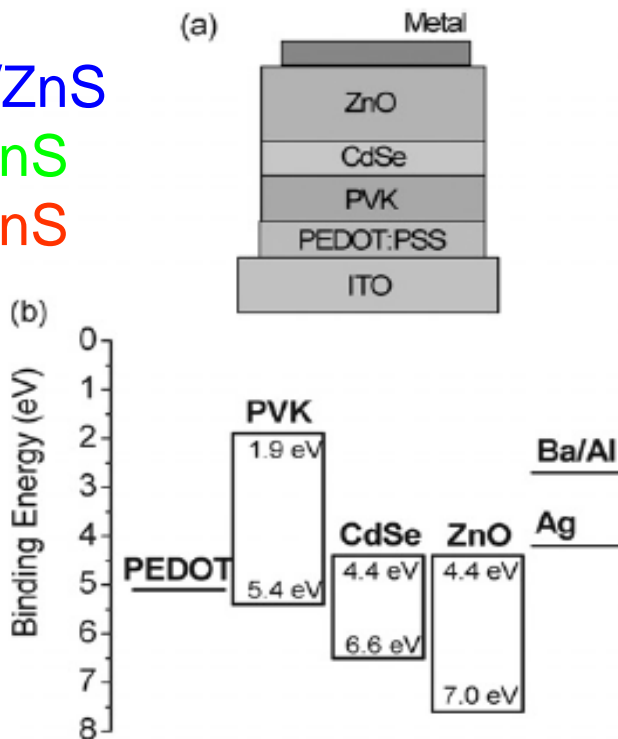 (a)
Metal
/ZnS
nS
nS
ZnO
CdSe
PVK
PEDOT:PSS
ITO
(b)
Binding Energy (eV)
0
1
2
3
4
5
6
7
8
PEDOT
PVK
1.9 eV
5.4 eV
CdSe
4.4 eV
6.6 eV
ZnO
4.4 eV
7.0 eV
Ba/Al
Ag